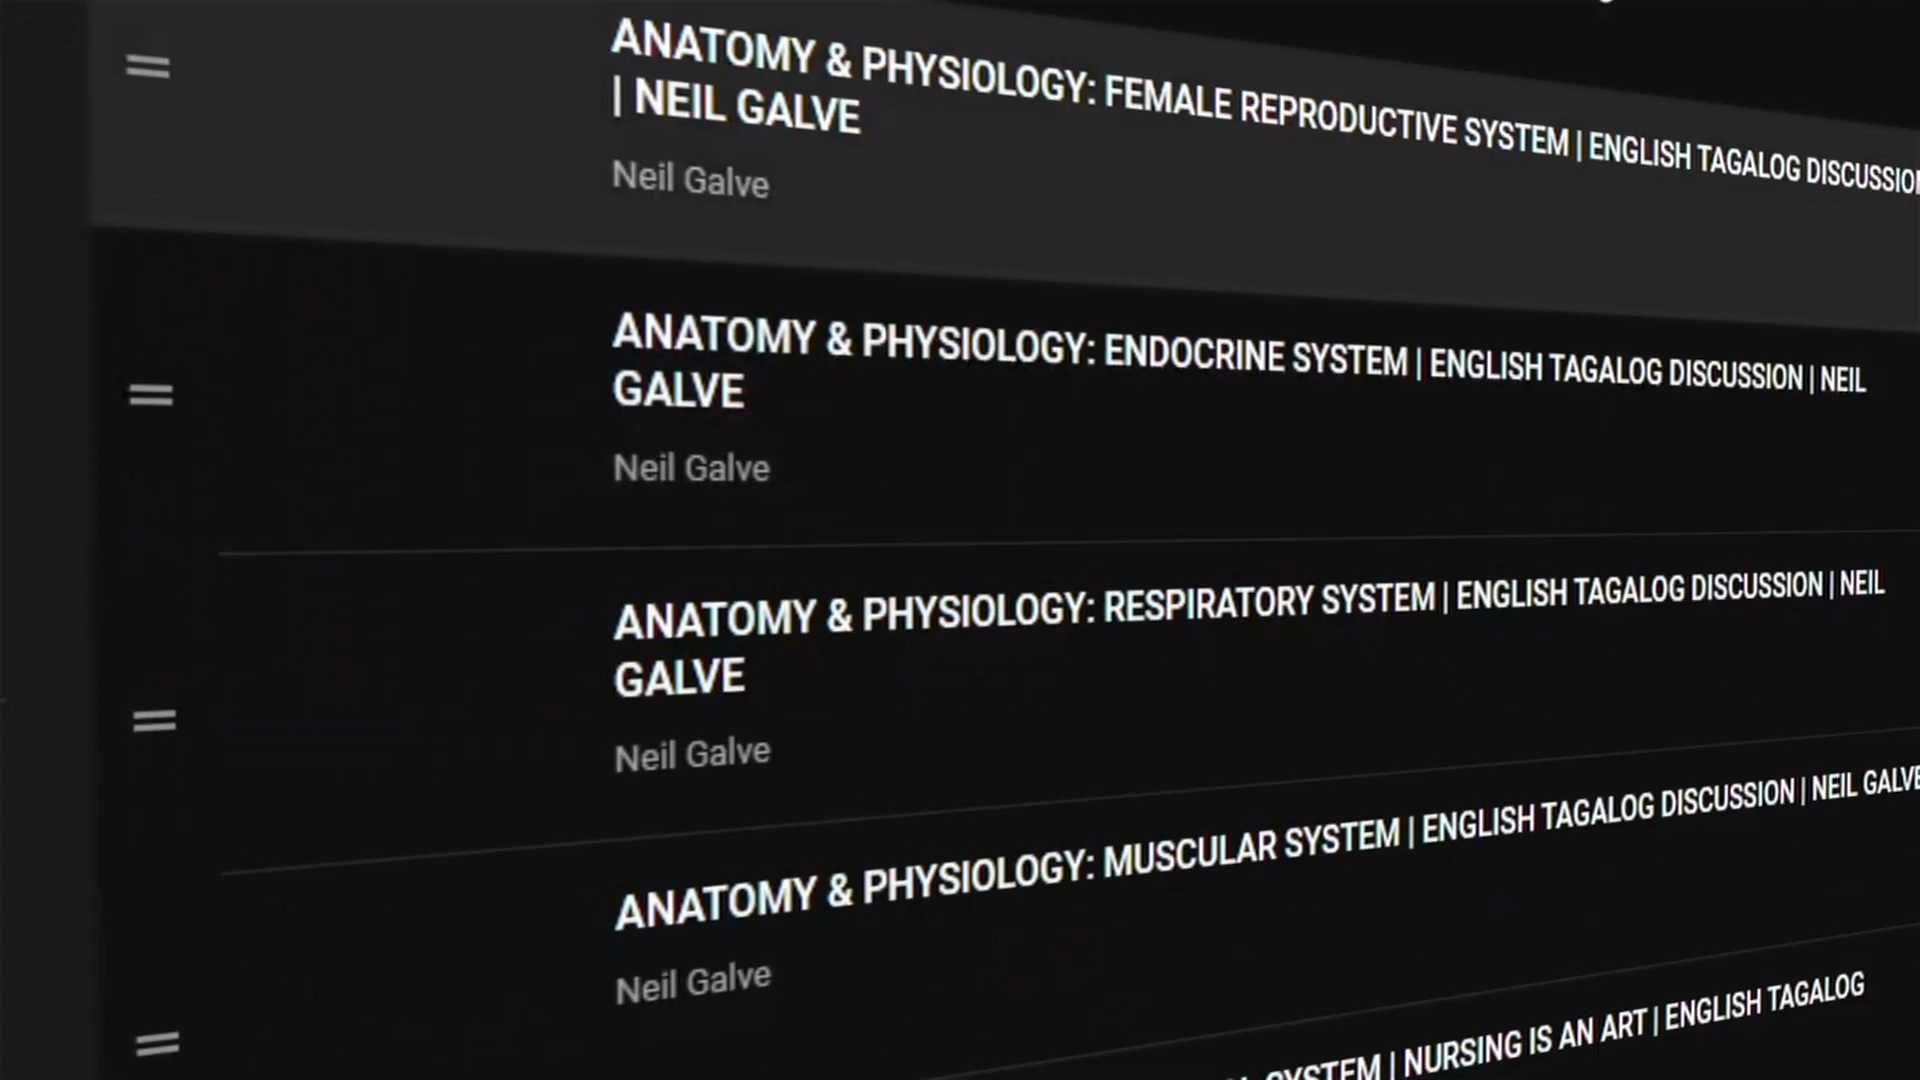 ANATOMY & PHYSIOLOGY: FEMALE REPRODUCTIVE SYSTEM | ENGLISH TAGALOG DISCUSSION
| NEIL GALVE
Neil Galve
ANATOMY & PHYSIOLOGY: ENDOCRINE SYSTEM | ENGLISH TAGALOG DISCUSSION | NEIL
GALVE
Neil Galve
ANATOMY & PHYSIOLOGY: RESPIRATORY SYSTEM | ENGLISH TAGALOG DISCUSSION | NEIL
GALVE
Neil Galve
ANATOMY & PHYSIOLOGY: MUSCULAR SYSTEM | ENGLISH TAGALOG DISCUSSION | NEIL GALVE
Neil Galve
SYSTEM | NURSING IS AN ART | ENGLISH TAGALOG